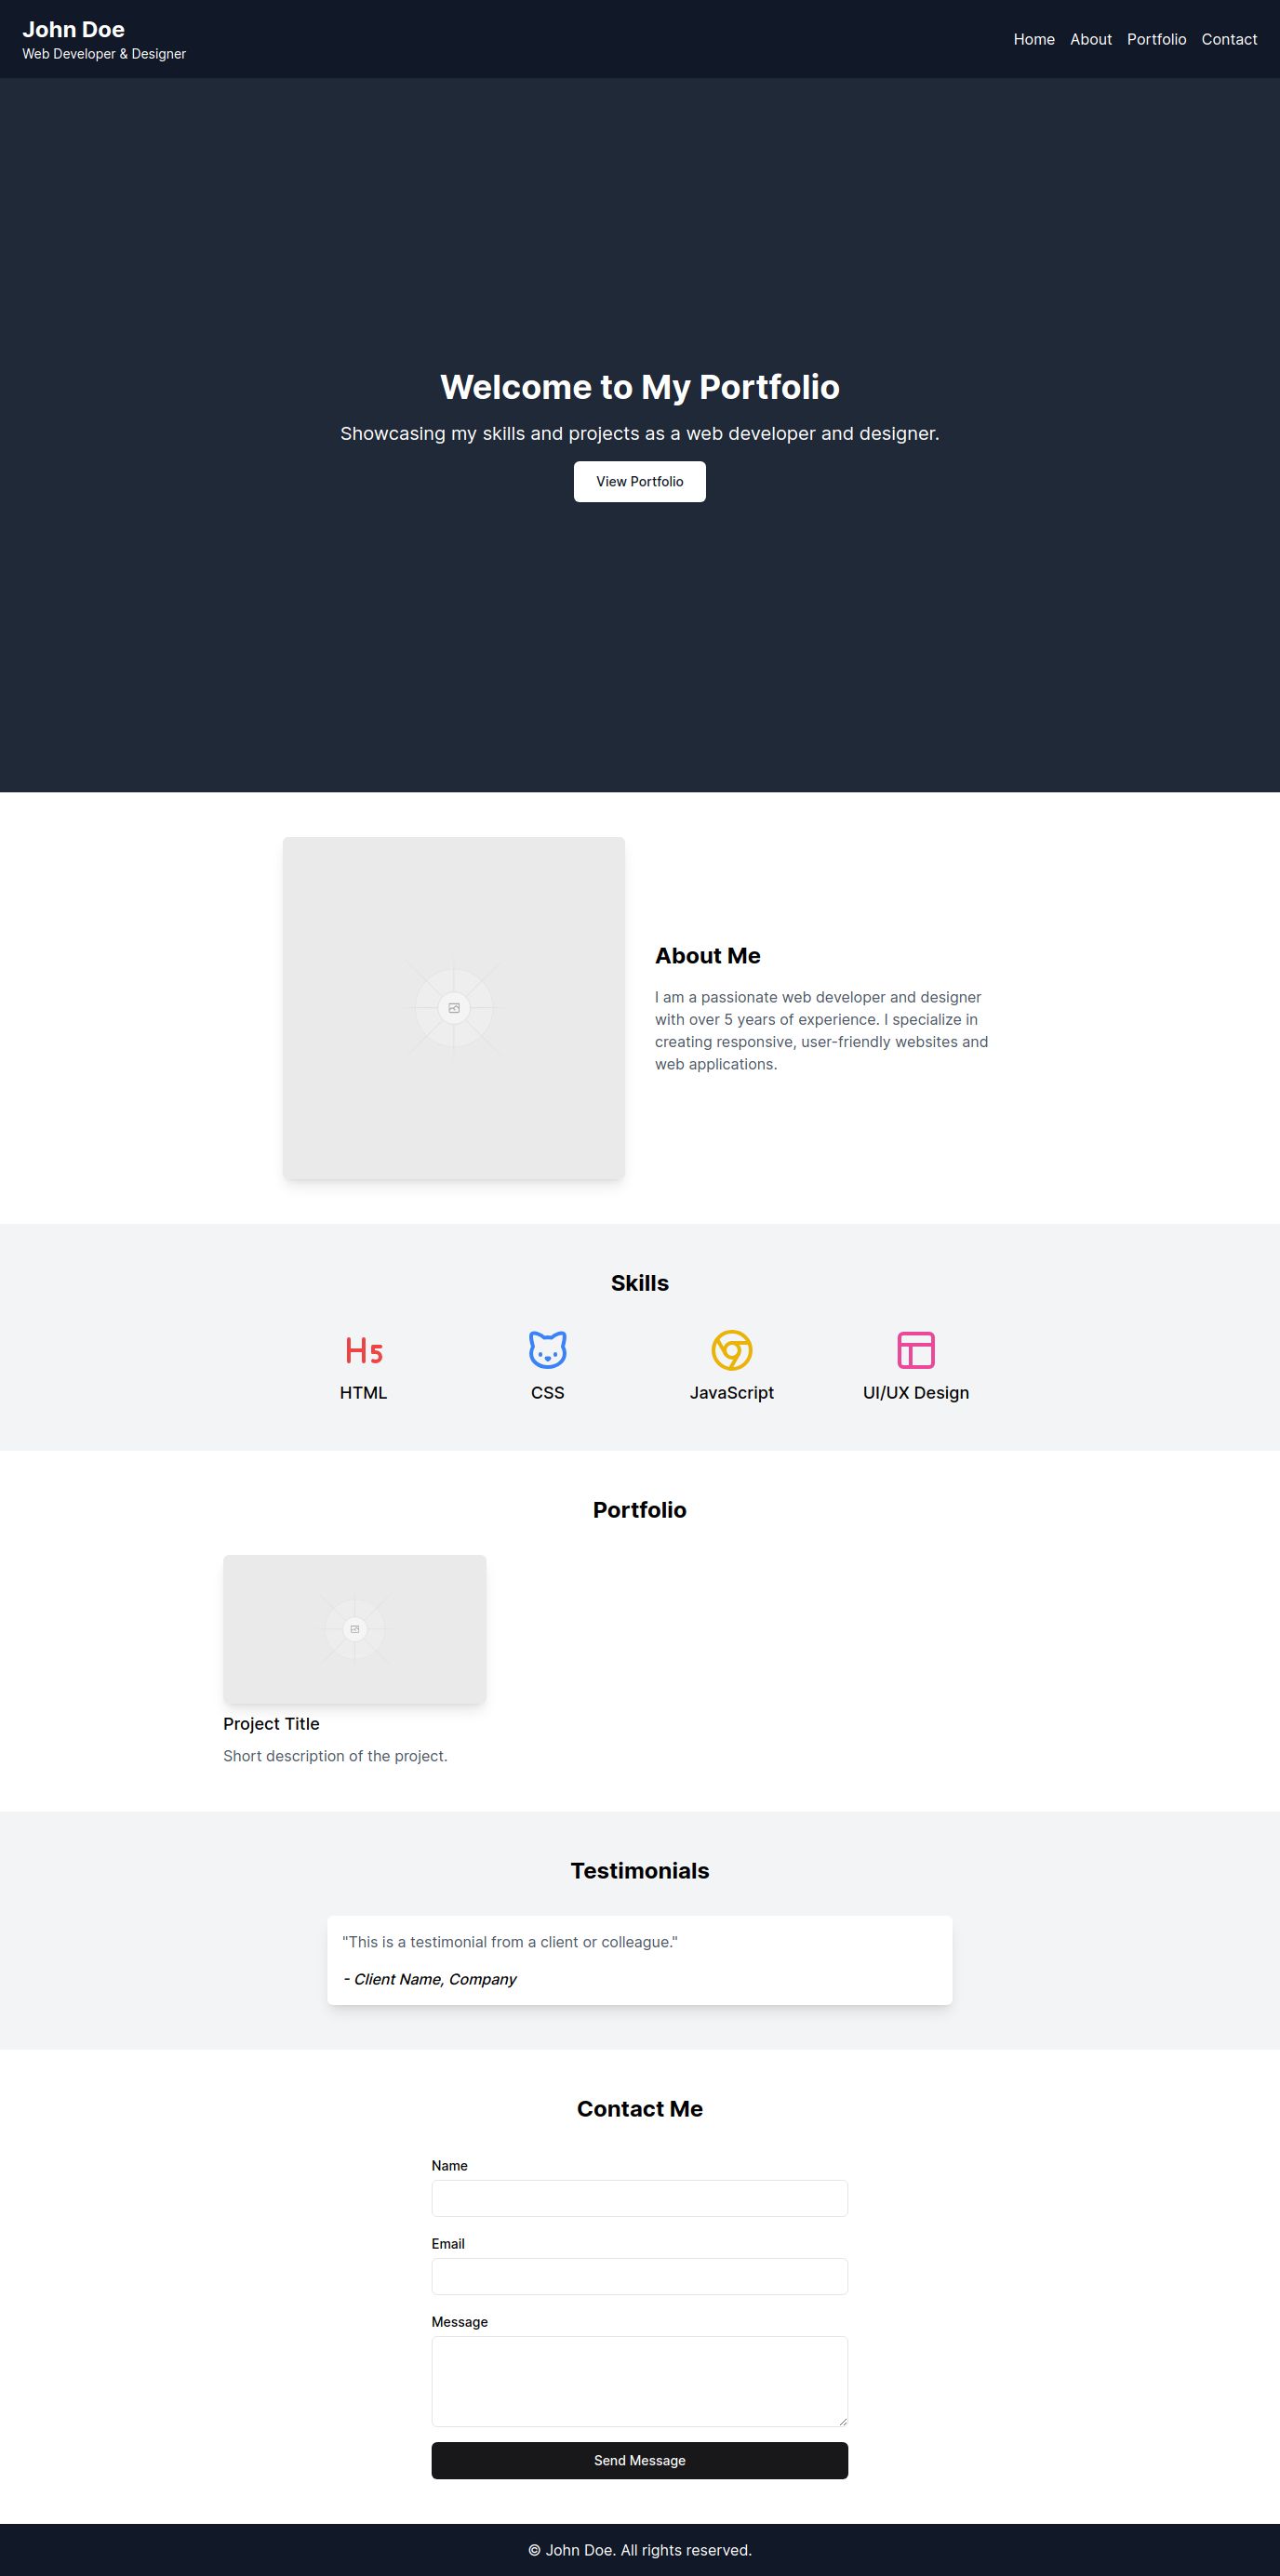 John Doe
Web Developer & Designer
Home About Portfolio Contact
Welcome to My Portfolio
Showcasing my skills and projects as a web developer and designer.
View Portfolio
About Me
I am a passionate web developer and designer
with over 5 years of experience. I specialize in
creating responsive, user-friendly websites and
web applications.
Skills
H5
HTML CSS JavaScript UI/UX Design
Portfolio
Project Title
Short description of the project.
Testimonials
"This is a testimonial from a client or colleague."
- Client Name, Company
Contact Me
Name
Email
Message
Send Message
© John Doe. All rights reserved.